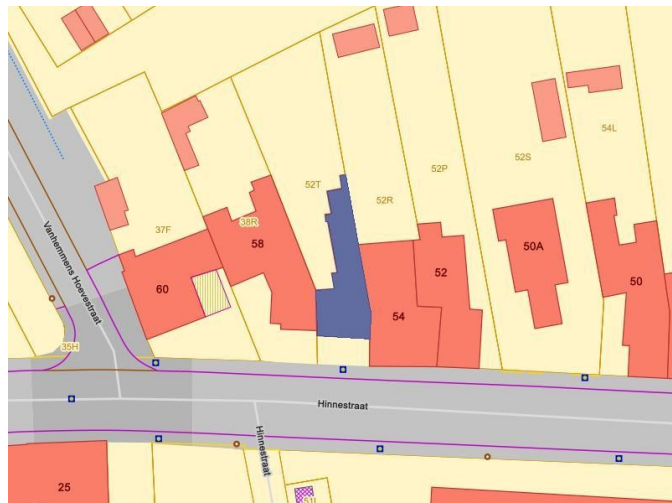 54L
52S
52P
52T
52R
37F
38R
58
50A
52
60
50
54
Vanhemmens Hoevestraat
35H
Hinnestraat
Hinnestraat
25